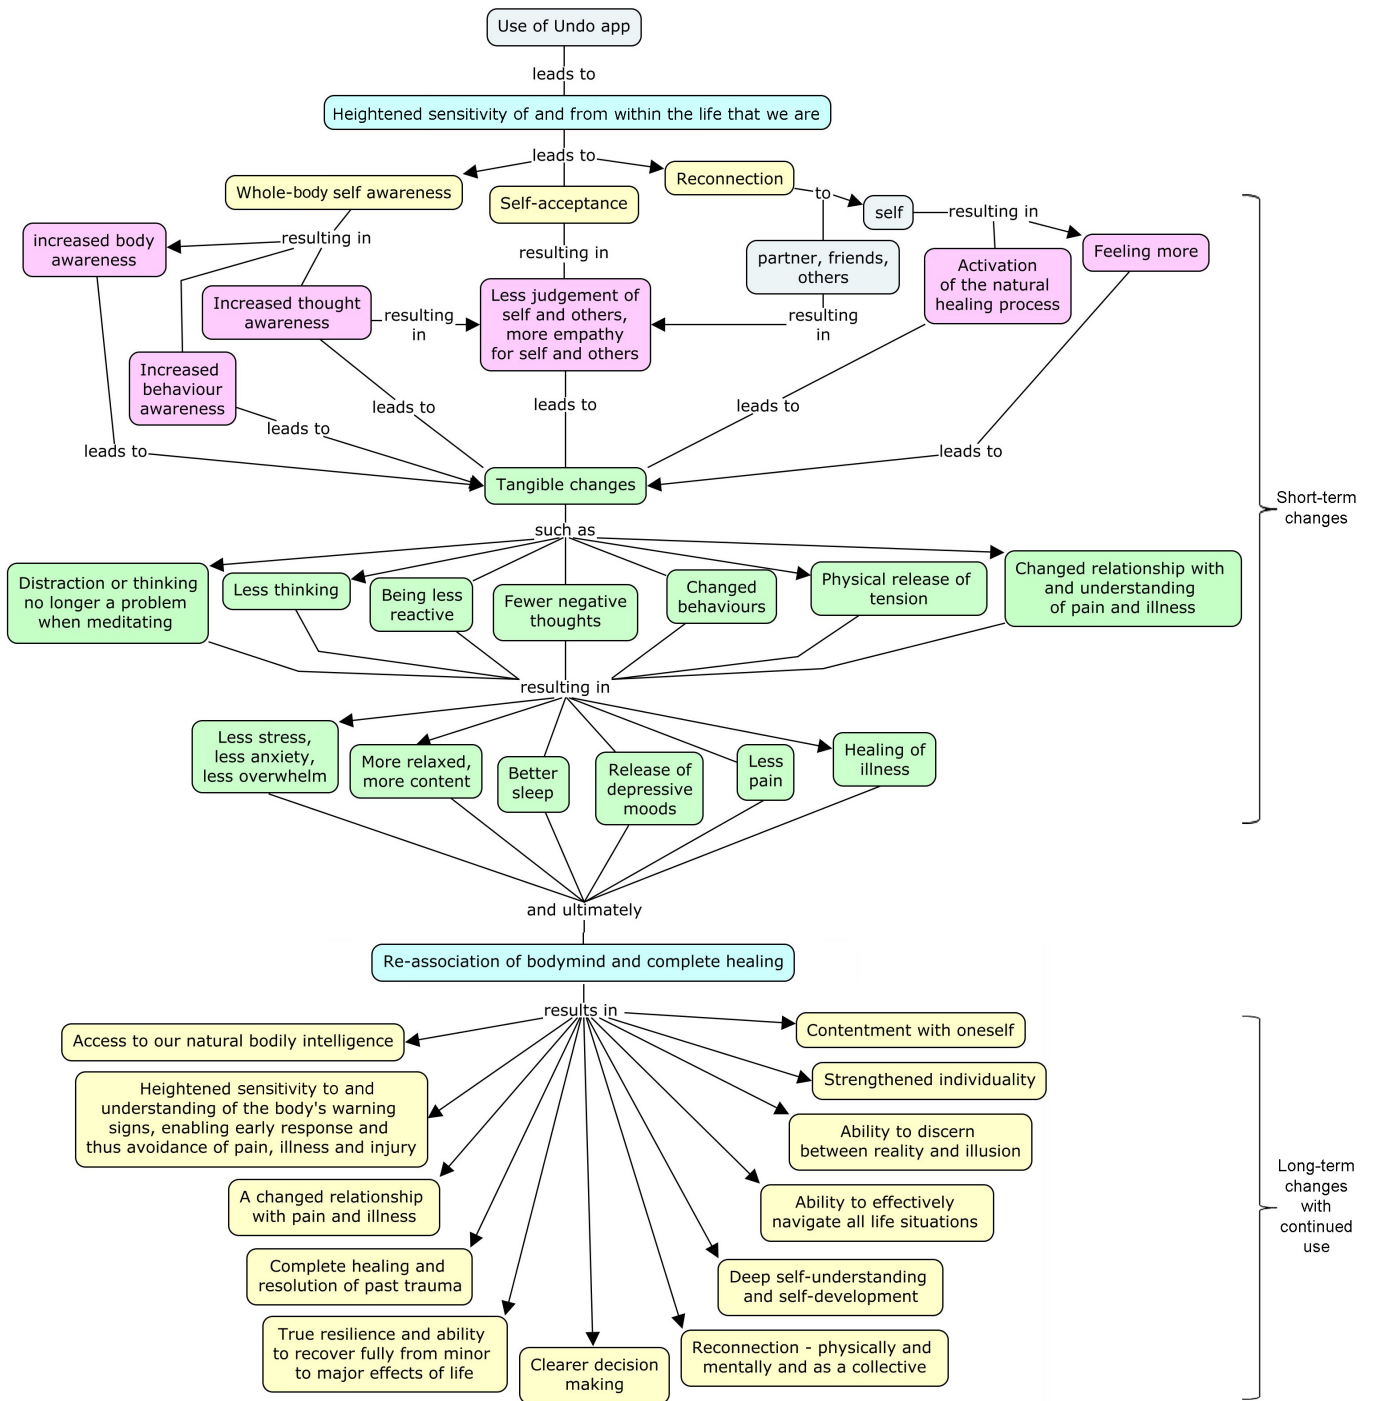 Use of Undo app
leads to
Heightened sensitivity of and from within the life that we are
leads to
Whole-body self awareness
Self-acceptance
Reconnection
to
self
resulting in
increased body
awareness
resulting in
resulting in
partner, friends,
others
Activation
of the natural
healing process
Feeling more
Increased thought
awareness
resulting
in
Less judgement of
self and others,
more empathy
for self and others
resulting
in
Increased
behaviour
awareness
leads to
leads to
leads to
leads to
leads to
leads to
Tangible changes
Short-term
changes
such as
Distraction or thinking
no longer a problem
when meditating
Less thinking
Being less
reactive
Fewer negative
thoughts
Changed
behaviours
Physical release of
tension
Changed relationship with
and understanding
of pain and illness
resulting in
Less stress,
less anxiety,
less overwhelm
More relaxed,
more content
Better
sleep
Release of
depressive
moods
Less
pain
Healing of
illness
and ultimately
Re-association of bodymind and complete healing
results in
Access to our natural bodily intelligence
Heightened sensitivity to and
understanding of the body's warning
signs, enabling early response and
thus avoidance of pain, illness and injury
A changed relationship
with pain and illness
Complete healing and
resolution of past trauma
True resilience and ability
to recover fully from minor
to major effects of life
Clearer decision
making
Reconnection - physically and
mentally and as a collective
Deep self-understanding
and self-development
Ability to effectively
navigate all life situations
Ability to discern
between reality and illusion
Strengthened individuality
Contentment with oneself
Long-term
changes
with
continued
use